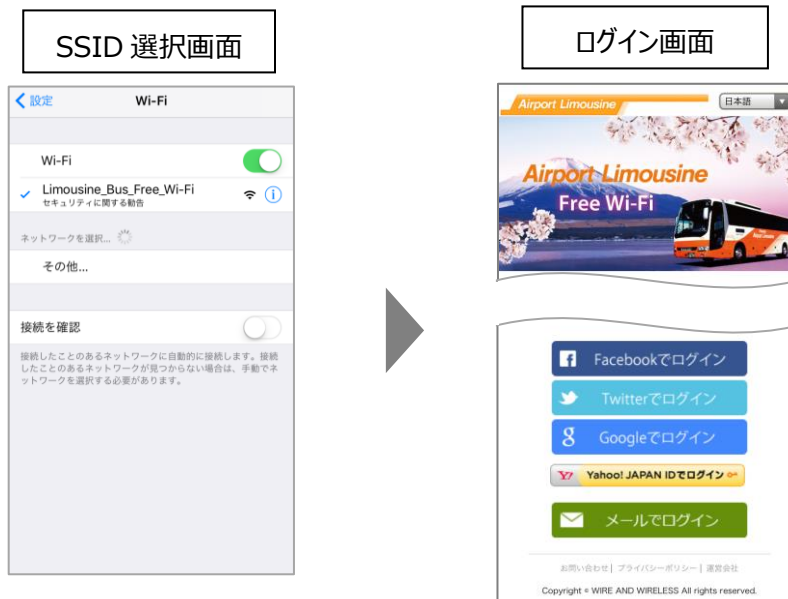 SSID 選択画面
設定
Wi-Fi
Wi-Fi
Limousine_Bus_Free_Wi-Fi
セキュリティに関する勧告
ネットワークを選択...
その他...
接続を確認
接続したことのあるネットワークに自動的に接続します。接続
したことのあるネットワークが見つからない場合は、手動でネ
ットワークを選択する必要があります。
ログイン画面
Airport Limousine
日本語
Airport Limousine
Free Wi-Fi
Facebookでログイン
Twitterでログイン
Googleでログイン
Y! Yahoo! JAPAN IDでログイン
メールでログイン
お問い合わせ| プライバシーポリシー| 運営会社
Copyright © WIRE AND WIRELESS All rights reserved.